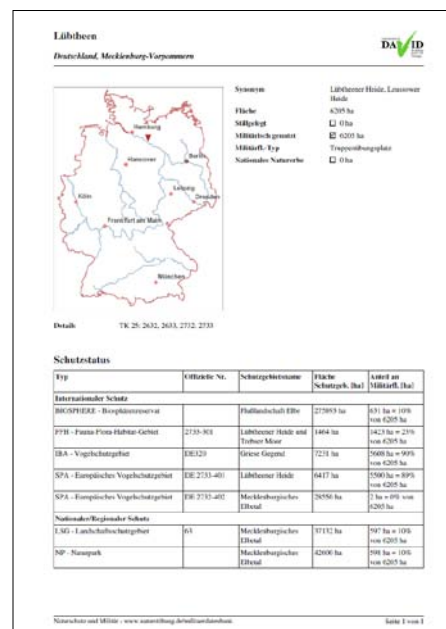 Lübtheen
Deutschland, Mecklenburg-Vorpommern
DAVID
Synonym Lübtheener Heide, Leussower
Heide
Fläche 6205 ha
Stillgelegt 0 ha
Militärisch genutzt 6205 ha
Militärfl.-Typ Truppenübungsplatz
Nationales Naturerbe 0 ha
Hamburg
Hannover
Berlin
Leipzig
Dresden
Köln
Frankfurt am Main
München
Details TK 25: 2632, 2633, 2732, 2733
Schutzstatus
Typ Offizielle Nr. Schutzgebietsname Fläche Anteil an
Schutzgeb. [ha] Militärfl. [ha]
Internationaler Schutz
BIOSPHERE - Biosphärenreservat Flußlandschaft Elbe 275893 ha 631 ha = 10%
von 6205 ha
FFH - Fauna-Flora-Habitat-Gebiet 2733-301 Lübtheener Heide und 1464 ha 1423 ha = 23%
Trebser Moor von 6205 ha
IBA - Vogelschutzgebiet DE320 Griese Gegend 7231 ha 5608 ha = 90%
von 6205 ha
SPA - Europäisches Vogelschutzgebiet DE 2733-401 Lübtheener Heide 6417 ha 5500 ha = 89%
von 6205 ha
SPA - Europäisches Vogelschutzgebiet DE 2732-402 Mecklenburgisches 28550 ha 2 ha = 0% von
Elbetal 6205 ha
Nationaler/Regionaler Schutz
LSG - Landschaftsschutzgebiet 63 Mecklenburgisches 37132 ha 597 ha = 10%
Elbetal von 6205 ha
NP - Naturpark Mecklenburgisches 42600 ha 598 ha = 10%
Elbetal von 6205 ha
Naturschutz und Militär - www.naturstiftung.de/militaerdatenbank Seite 1 von 1